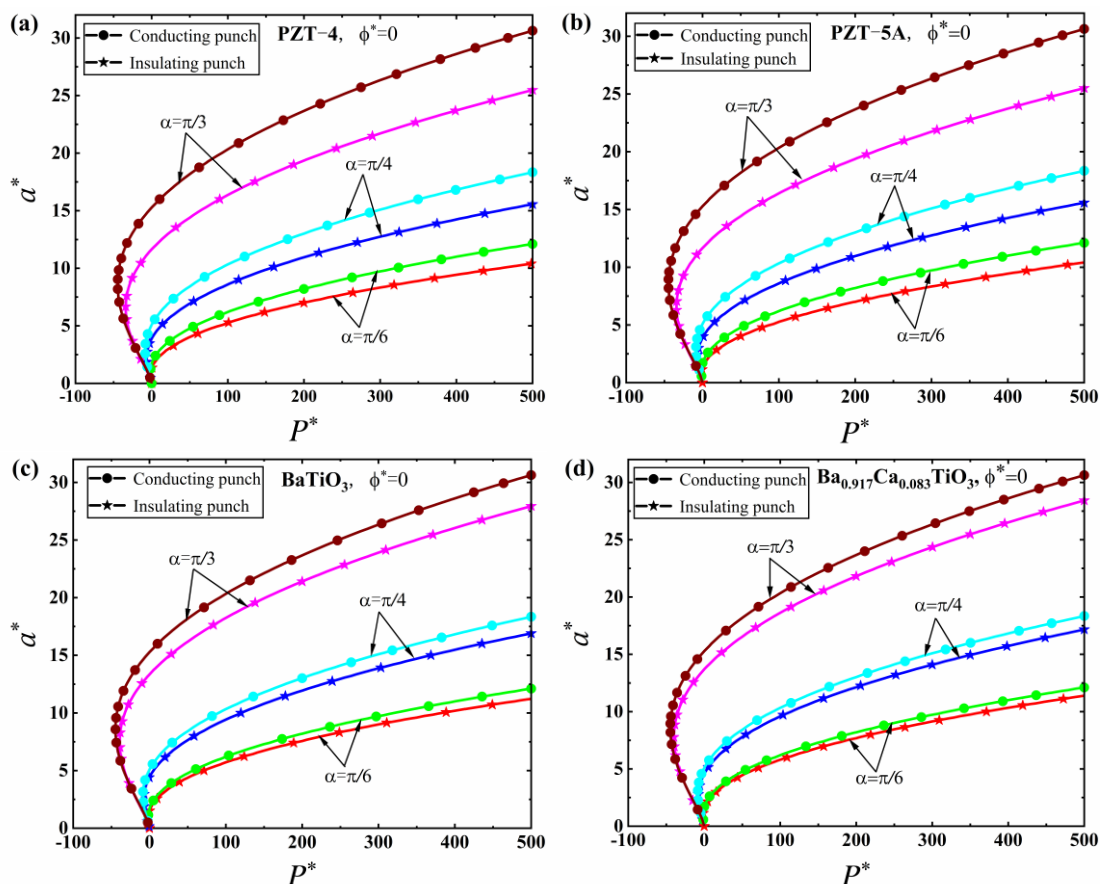 (a)
PZT−4, ϕ*=0
Conducting punch
Insulating punch
α=π/3
α=π/4
α=π/6
a*
30
25
20
15
10
5
0
-100 0 100 200 300 400 500
P*
(b)
PZT−5A, ϕ*=0
Conducting punch
Insulating punch
α=π/3
α=π/4
α=π/6
a*
30
25
20
15
10
5
0
-100 0 100 200 300 400 500
P*
(c)
BaTiO₃, ϕ*=0
Conducting punch
Insulating punch
α=π/3
α=π/4
α=π/6
a*
30
25
20
15
10
5
0
-100 0 100 200 300 400 500
P*
(d)
Ba₀.₉₁₇Ca₀.₀₈₃TiO₃, ϕ*=0
Conducting punch
Insulating punch
α=π/3
α=π/4
α=π/6
a*
30
25
20
15
10
5
0
-100 0 100 200 300 400 500
P*